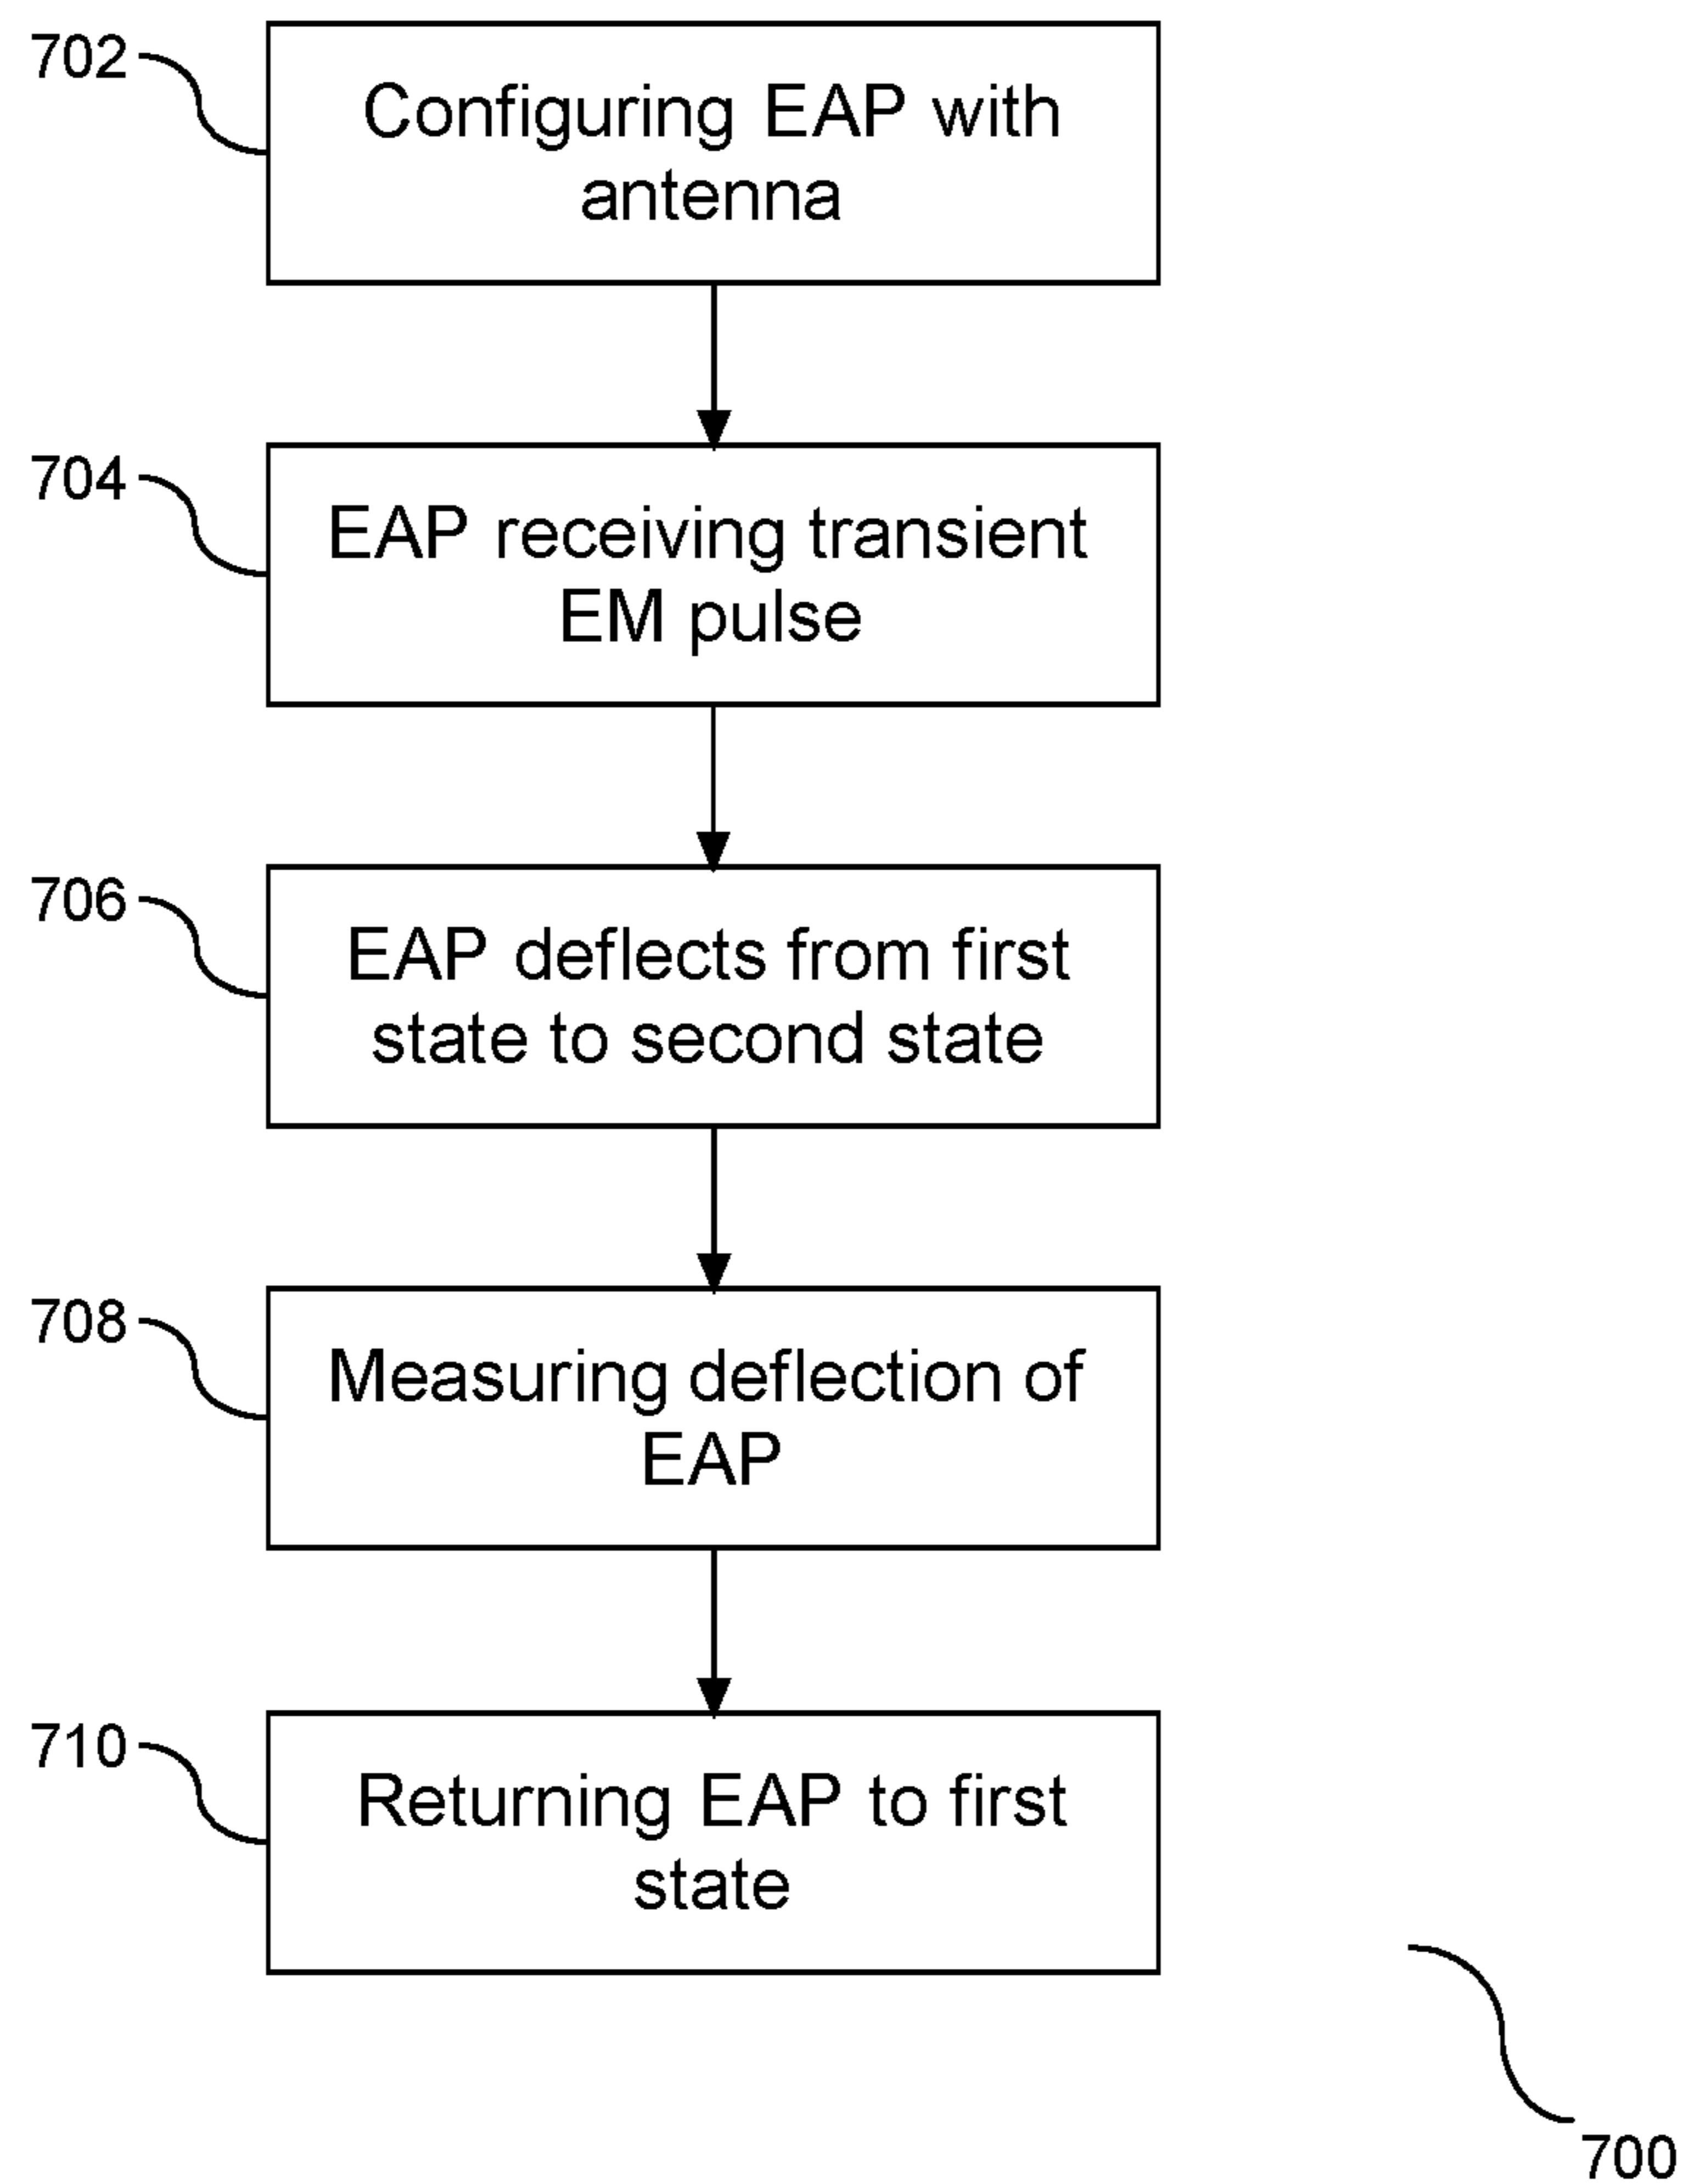 702
Configuring EAP with
antenna
704
EAP receiving transient
EM pulse
706
EAP deflects from first
state to second state
708
Measuring deflection of
EAP
710
Returning EAP to first
state
700